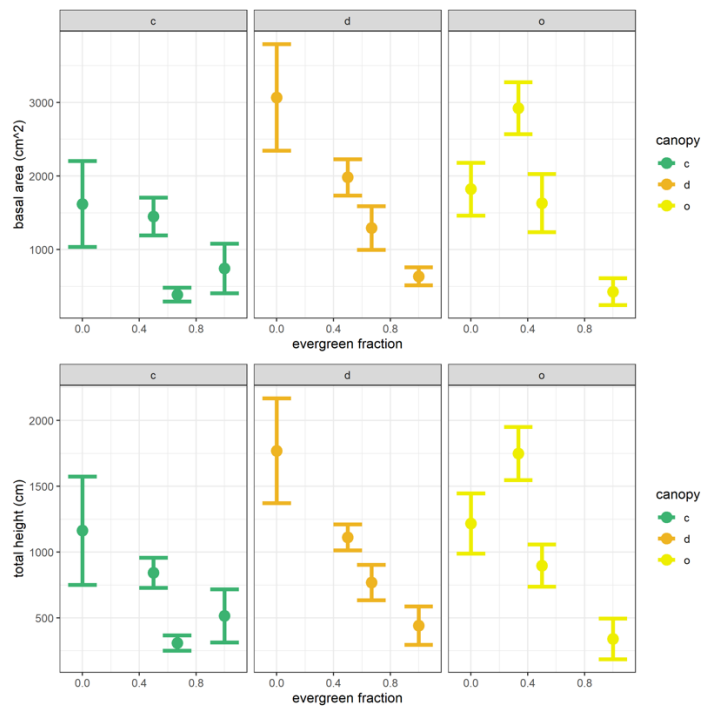 c d o
3000
2000
1000
basal area (cm^2)
0.0 0.4 0.8 0.0 0.4 0.8 0.0 0.4 0.8
evergreen fraction
canopy
c
d
o
c d o
2000
1500
1000
500
total height (cm)
0.0 0.4 0.8 0.0 0.4 0.8 0.0 0.4 0.8
evergreen fraction
canopy
c
d
o